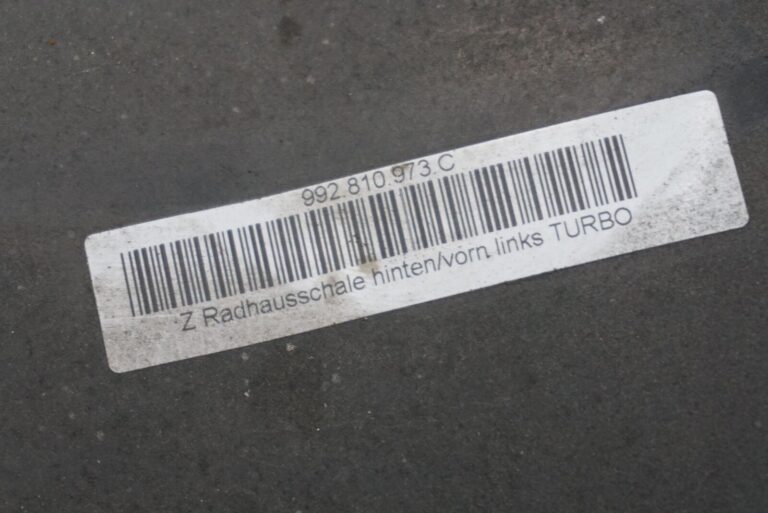 992.810.973.C
Z Radhausschale hinten/vorn links TURBO